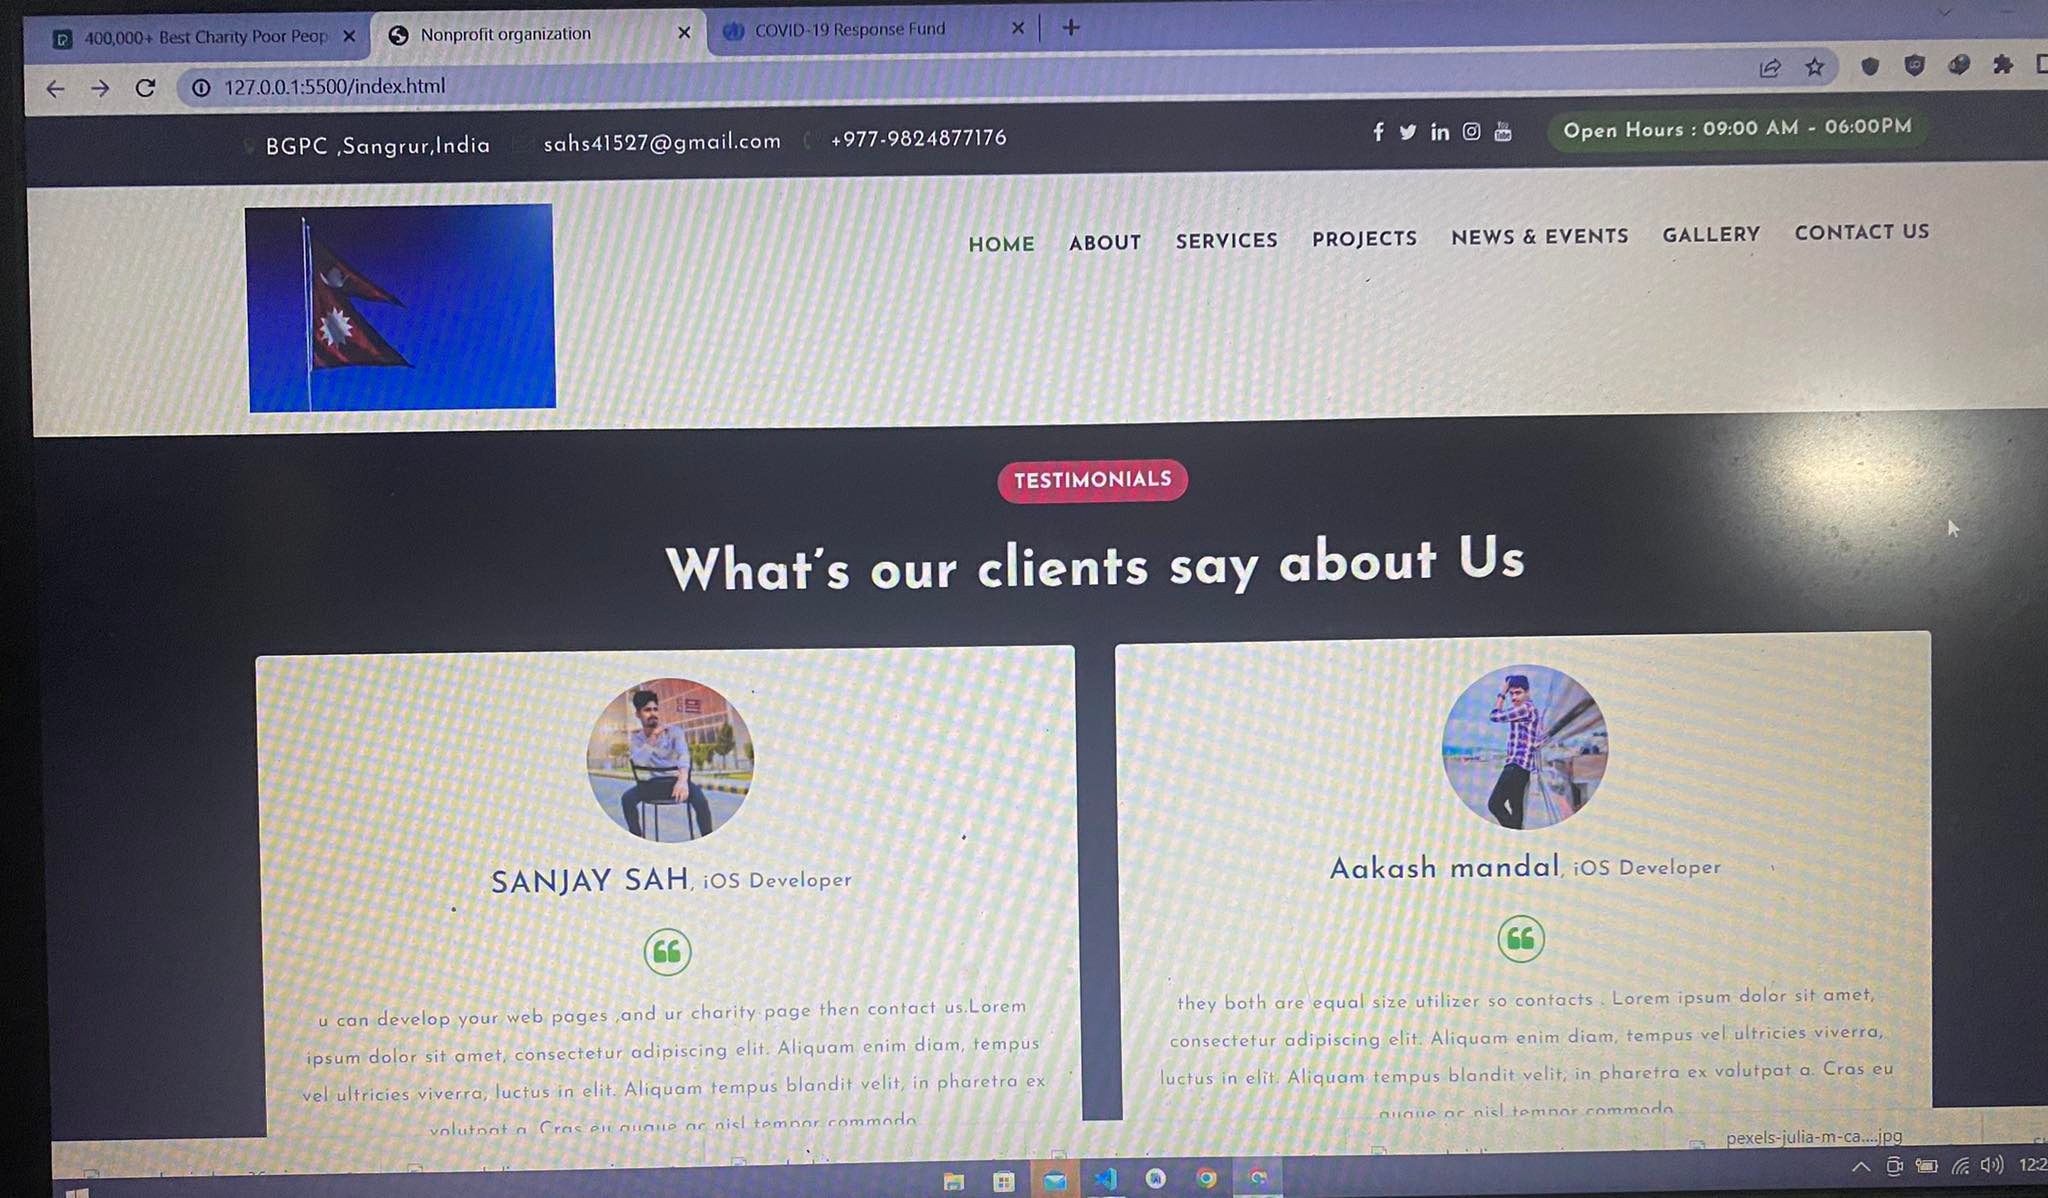 400,000+ Best Charity Poor Peop
Nonprofit organization
COVID-19 Response Fund
127.0.0.1:5500/index.html
BGPC ,Sangrur,India
sahs41527@gmail.com
+977-9824877176
Open Hours : 09:00 AM - 06:00PM
HOME ABOUT SERVICES PROJECTS NEWS & EVENTS GALLERY CONTACT US
TESTIMONIALS
What's our clients say about Us
SANJAY SAH, iOS Developer
u can develop your web pages ,and ur charity page then contact us.Lorem
ipsum dolor sit amet, consectetur adipiscing elit. Aliquam enim diam, tempus
vel ultricies viverra, luctus in elit. Aliquam tempus blandit velit, in pharetra ex
volutpat a. Cras eu augue ac nisl tempor commodo
Aakash mandal, iOS Developer
they both are equal size utilizer so contacts . Lorem ipsum dolor sit amet,
consectetur adipiscing elit. Aliquam enim diam, tempus vel ultricies viverra,
luctus in elit. Aliquam tempus blandit velit, in pharetra ex volutpat a. Cras eu
augue ac nisl tempor commodo
pexels-julia-m-ca....jpg
12:2